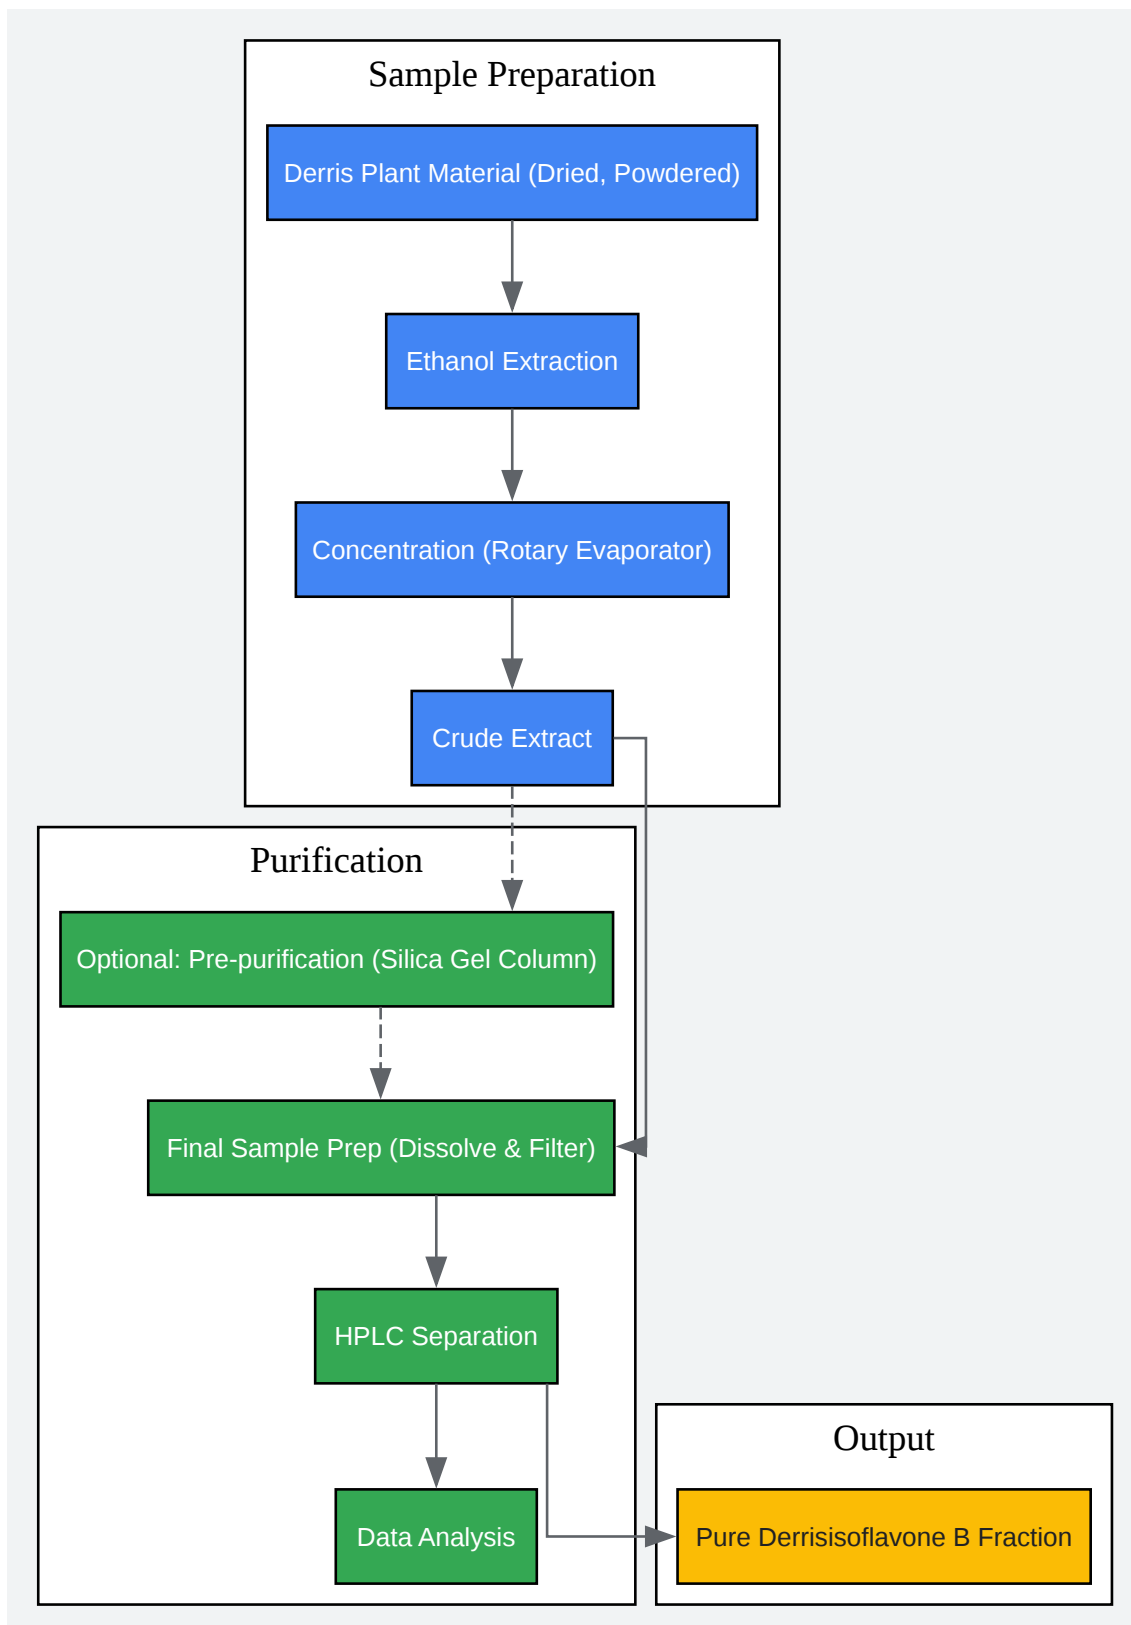 Sample Preparation
Derris Plant Material (Dried, Powdered)
Ethanol Extraction
Concentration (Rotary Evaporator)
Crude Extract
Purification
Optional: Pre-purification (Silica Gel Column)
Final Sample Prep (Dissolve & Filter)
HPLC Separation
Data Analysis
Output
Pure Derrisisoflavone B Fraction